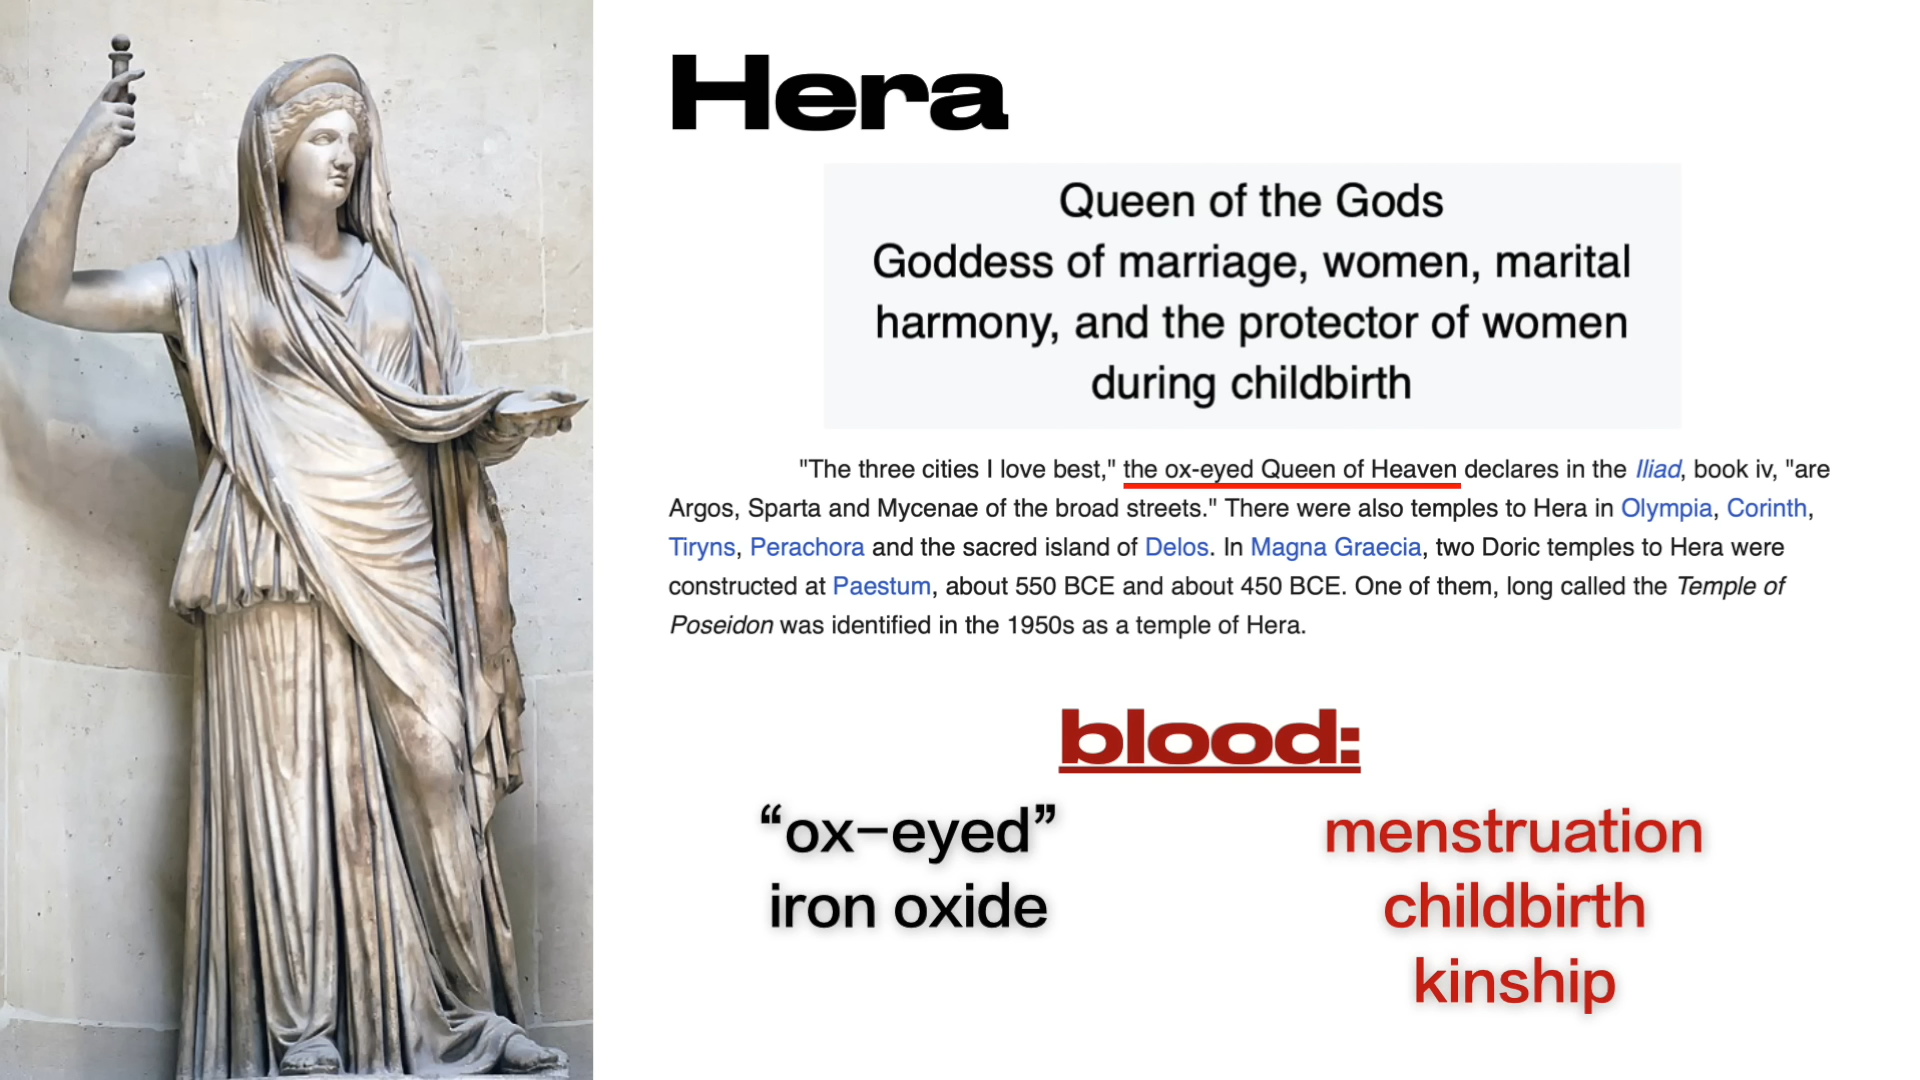 Hera
Queen of the Gods
Goddess of marriage, women, marital
harmony, and the protector of women
during childbirth
"The three cities I love best," the ox-eyed Queen of Heaven declares in the Iliad, book iv, "are
Argos, Sparta and Mycenae of the broad streets." There were also temples to Hera in Olympia, Corinth,
Tiryns, Perachora and the sacred island of Delos. In Magna Graecia, two Doric temples to Hera were
constructed at Paestum, about 550 BCE and about 450 BCE. One of them, long called the Temple of
Poseidon was identified in the 1950s as a temple of Hera.
blood:
“ox-eyed”
iron oxide
menstruation
childbirth
kinship